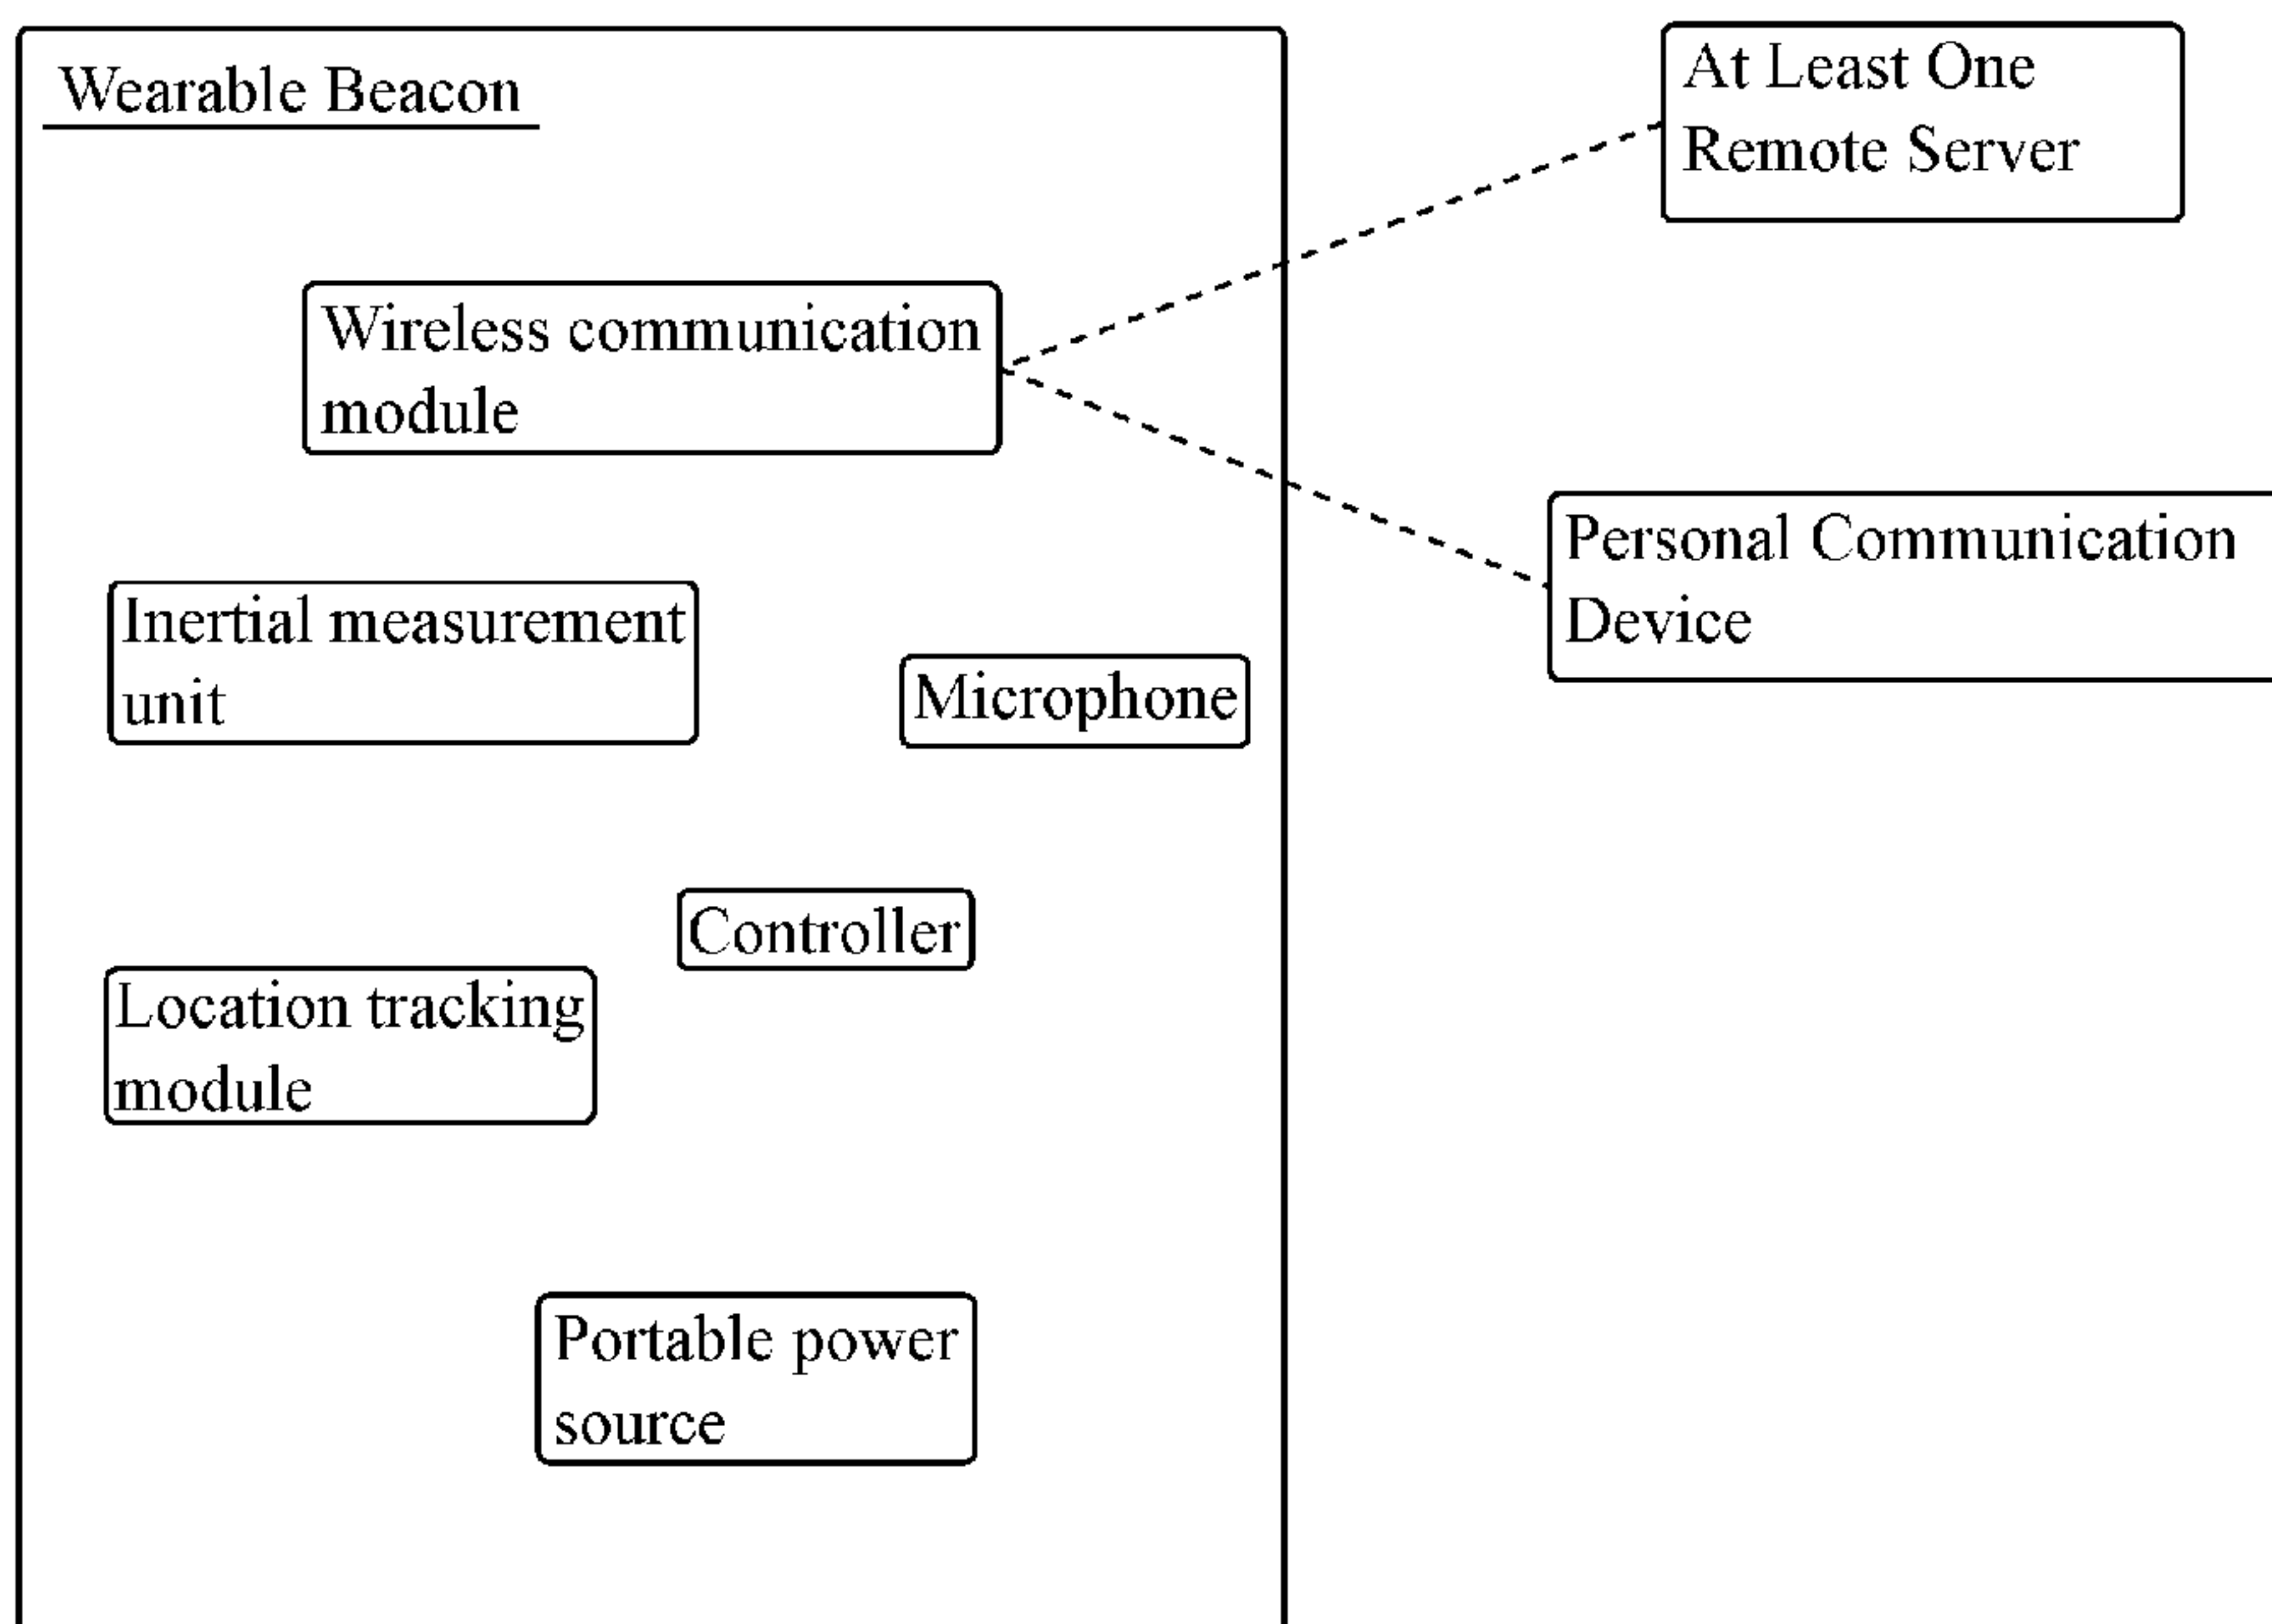 Wearable Beacon
At Least One
Remote Server
Wireless communication
module
Personal Communication
Device
Inertial measurement
unit
Microphone
Controller
Location tracking
module
Portable power
source